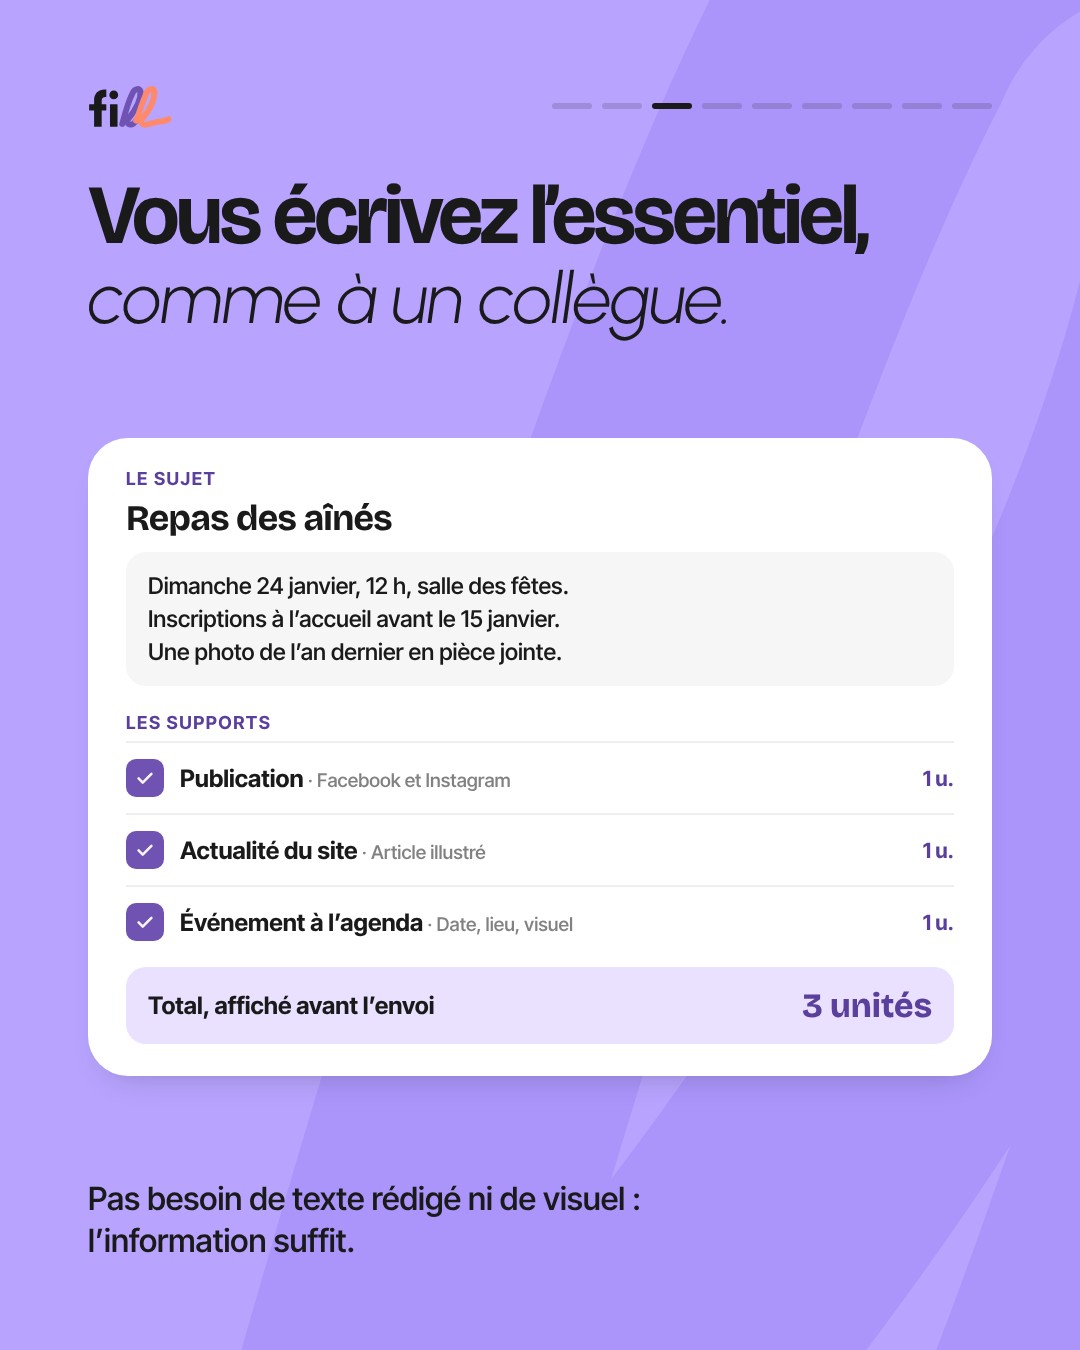 fill
Vous écrivez l’essentiel,
comme à un collègue.
LE SUJET
Repas des aînés
Dimanche 24 janvier, 12 h, salle des fêtes.
Inscriptions à l’accueil avant le 15 janvier.
Une photo de l’an dernier en pièce jointe.
LES SUPPORTS
Publication · Facebook et Instagram 1 u.
Actualité du site · Article illustré 1 u.
Événement à l’agenda · Date, lieu, visuel 1 u.
Total, affiché avant l’envoi 3 unités
Pas besoin de texte rédigé ni de visuel :
l’information suffit.